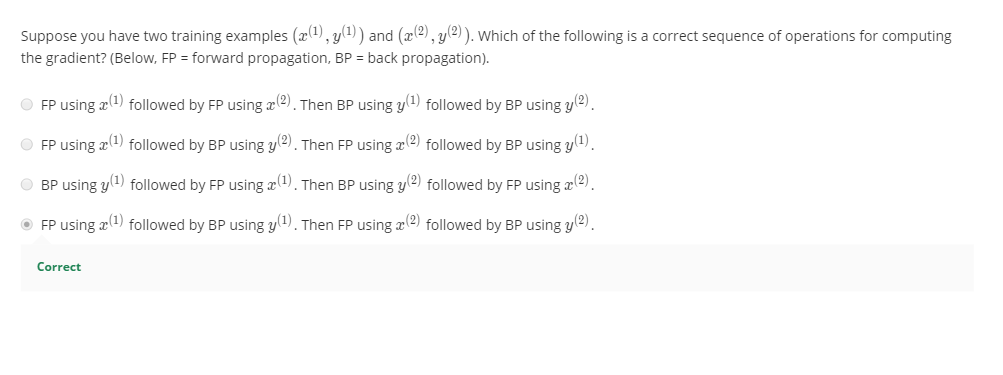 Suppose you have two training examples (x^(1), y^(1)) and (x^(2), y^(2)). Which of the following is a correct sequence of operations for computing
the gradient? (Below, FP = forward propagation, BP = back propagation).
FP using x^(1) followed by FP using x^(2). Then BP using y^(1) followed by BP using y^(2).
FP using x^(1) followed by BP using y^(2). Then FP using x^(2) followed by BP using y^(1).
BP using y^(1) followed by FP using x^(1). Then BP using y^(2) followed by FP using x^(2).
FP using x^(1) followed by BP using y^(1). Then FP using x^(2) followed by BP using y^(2).
Correct